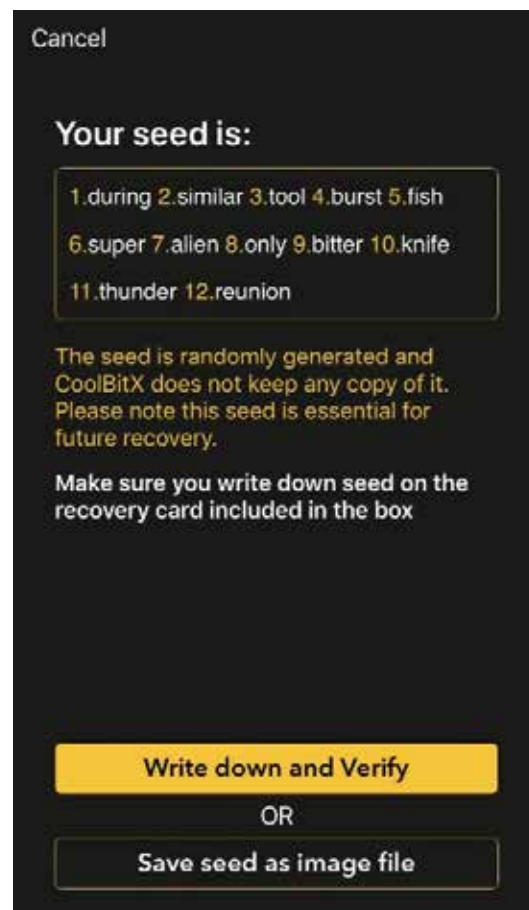 Cancel
Your seed is:
1.during 2.similar 3.tool 4.burst 5.fish
6.super 7.alien 8.only 9.bitter 10.knife
11.thunder 12.reunion
The seed is randomly generated and
CoolBitX does not keep any copy of it.
Please note this seed is essential for
future recovery.
Make sure you write down seed on the
recovery card included in the box
Write down and Verify
OR
Save seed as image file